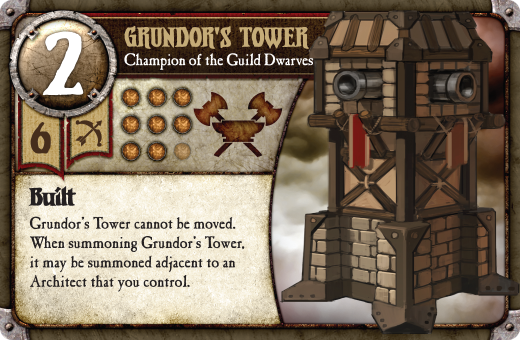 2
GRUNDOR'S TOWER
Champion of the Guild Dwarves
6
Built
Grundor's Tower cannot be moved.
When summoning Grundor's Tower,
it may be summoned adjacent to an
Architect that you control.